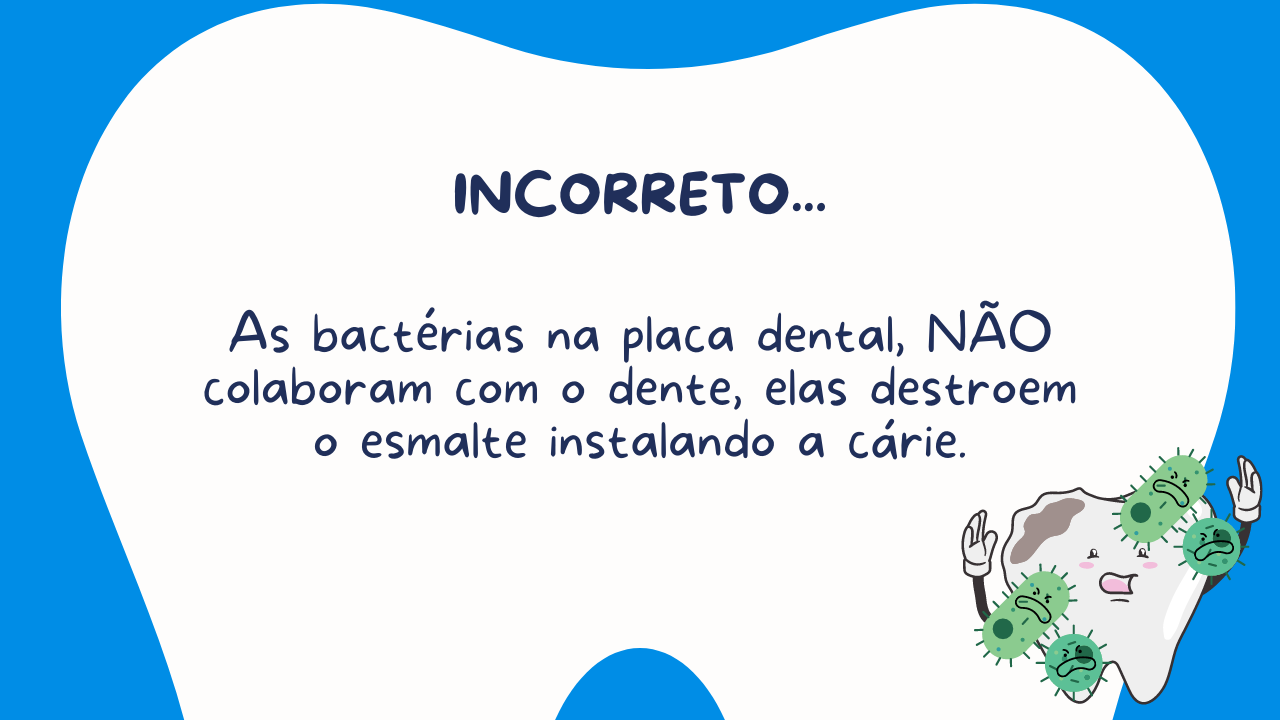 INCORRETO...
As bactérias na placa dental, NÃO
colaboram com o dente, elas destroem
o esmalte instalando a cárie.